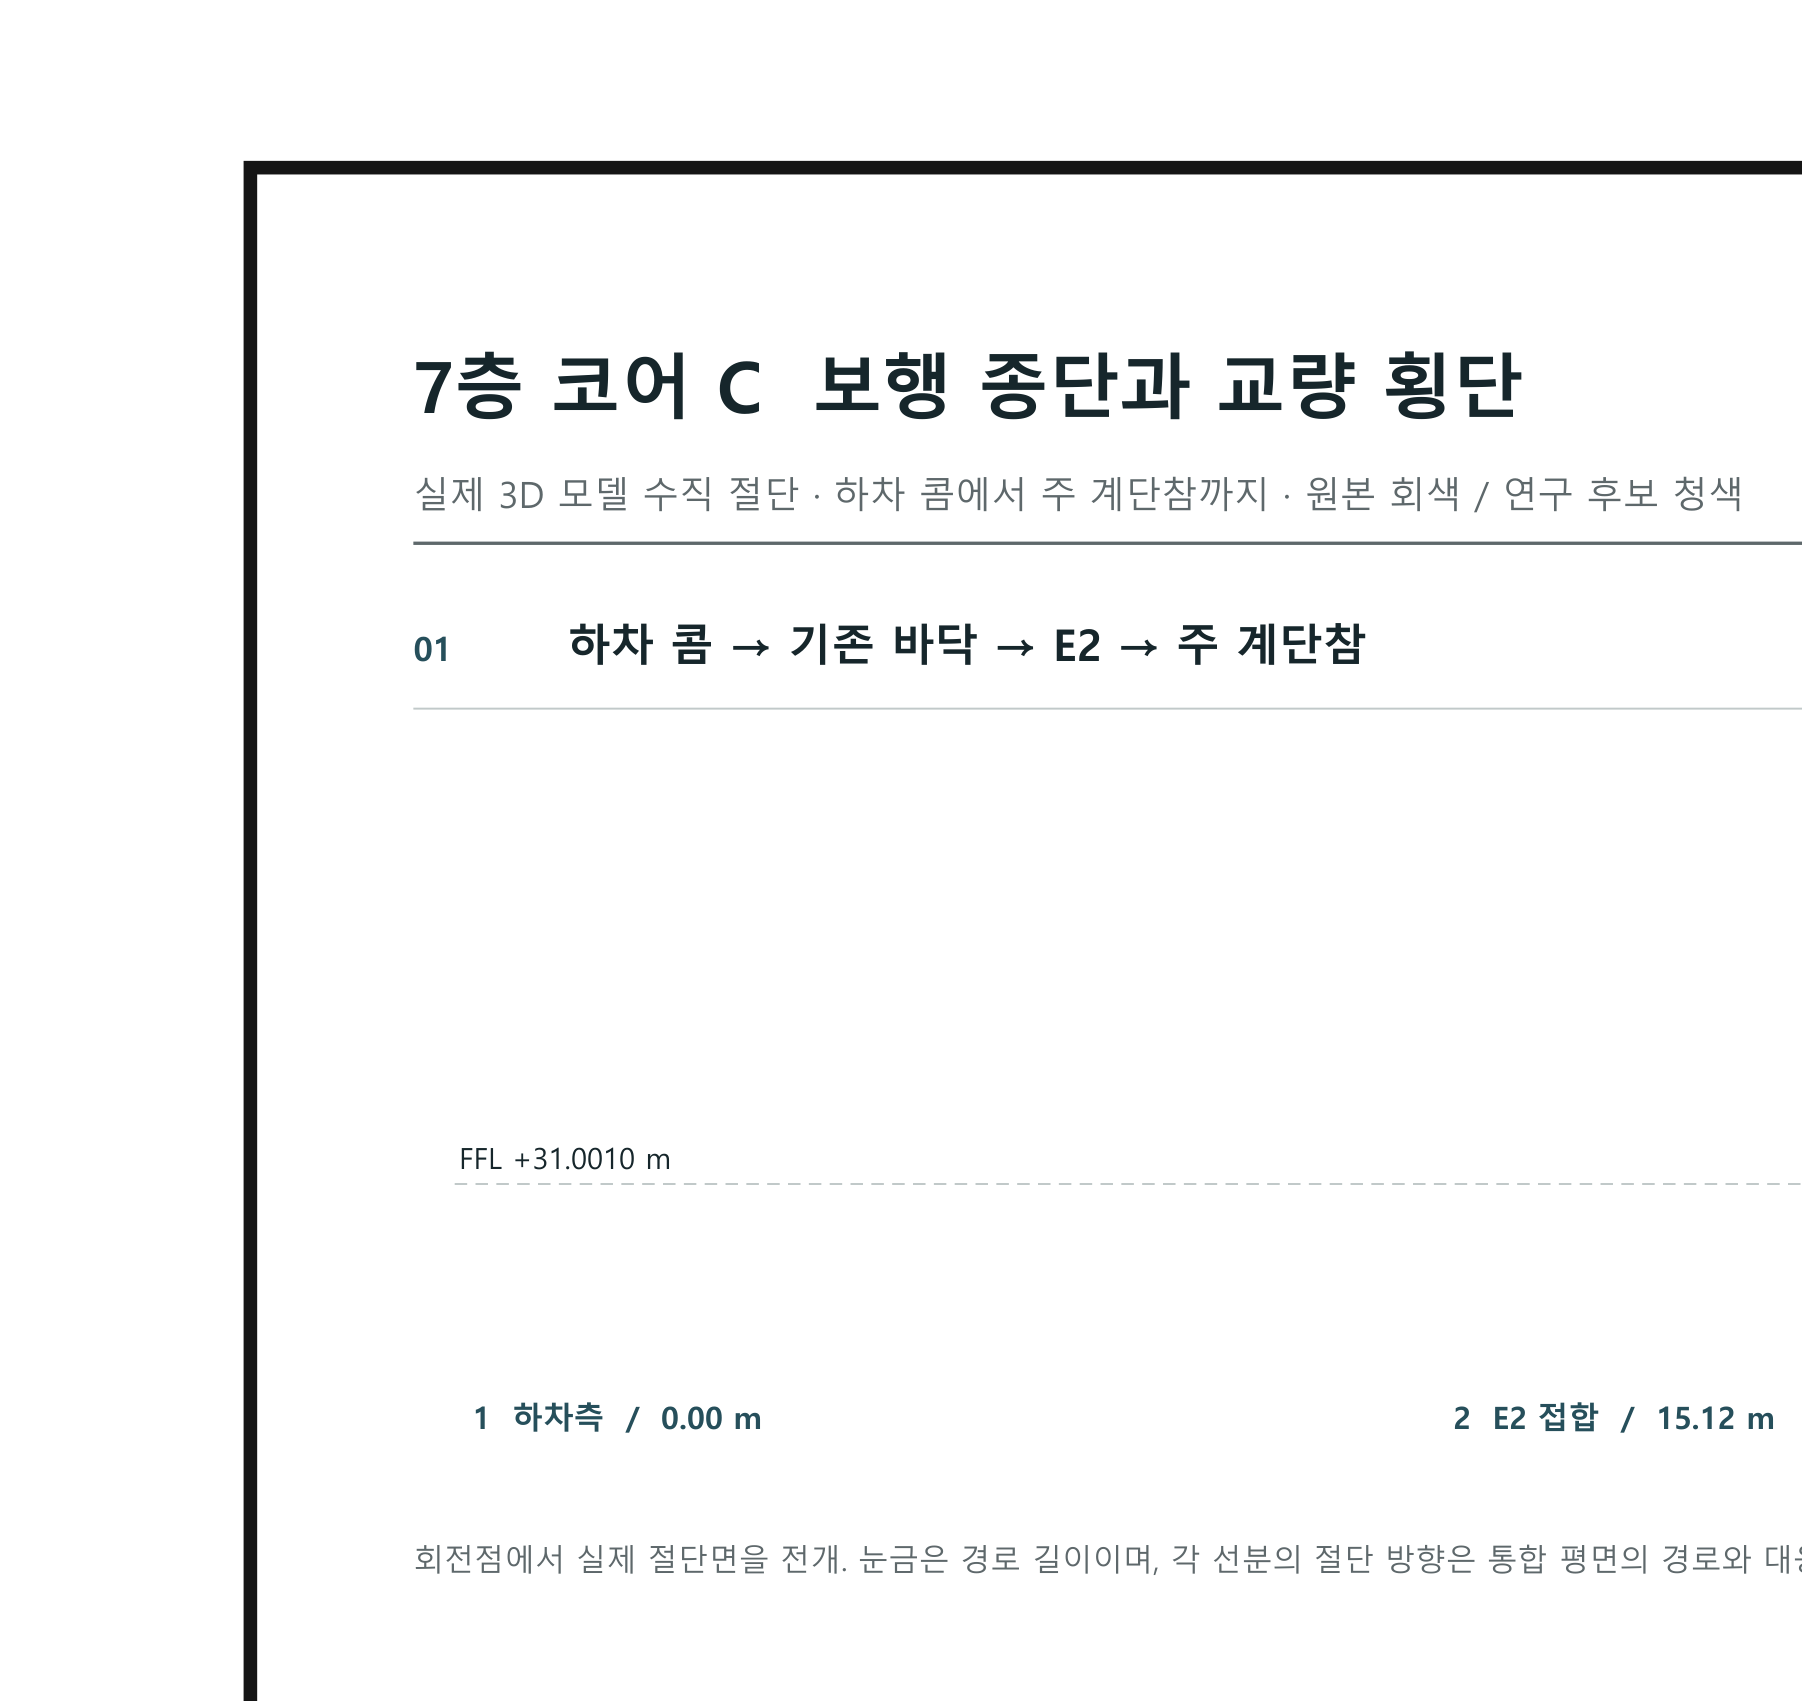 7층 코어 C  보행 종단과 교량 횡단
실제 3D 모델 수직 절단 · 하차 콤에서 주 계단참까지 · 원본 회색 / 연구 후보 청색
01 하차 콤 → 기존 바닥 → E2 → 주 계단참
FFL +31.0010 m
1 하차측 / 0.00 m 2 E2 접합 / 15.12 m
회전점에서 실제 절단면을 전개. 눈금은 경로 길이이며, 각 선분의 절단 방향은 통합 평면의 경로와